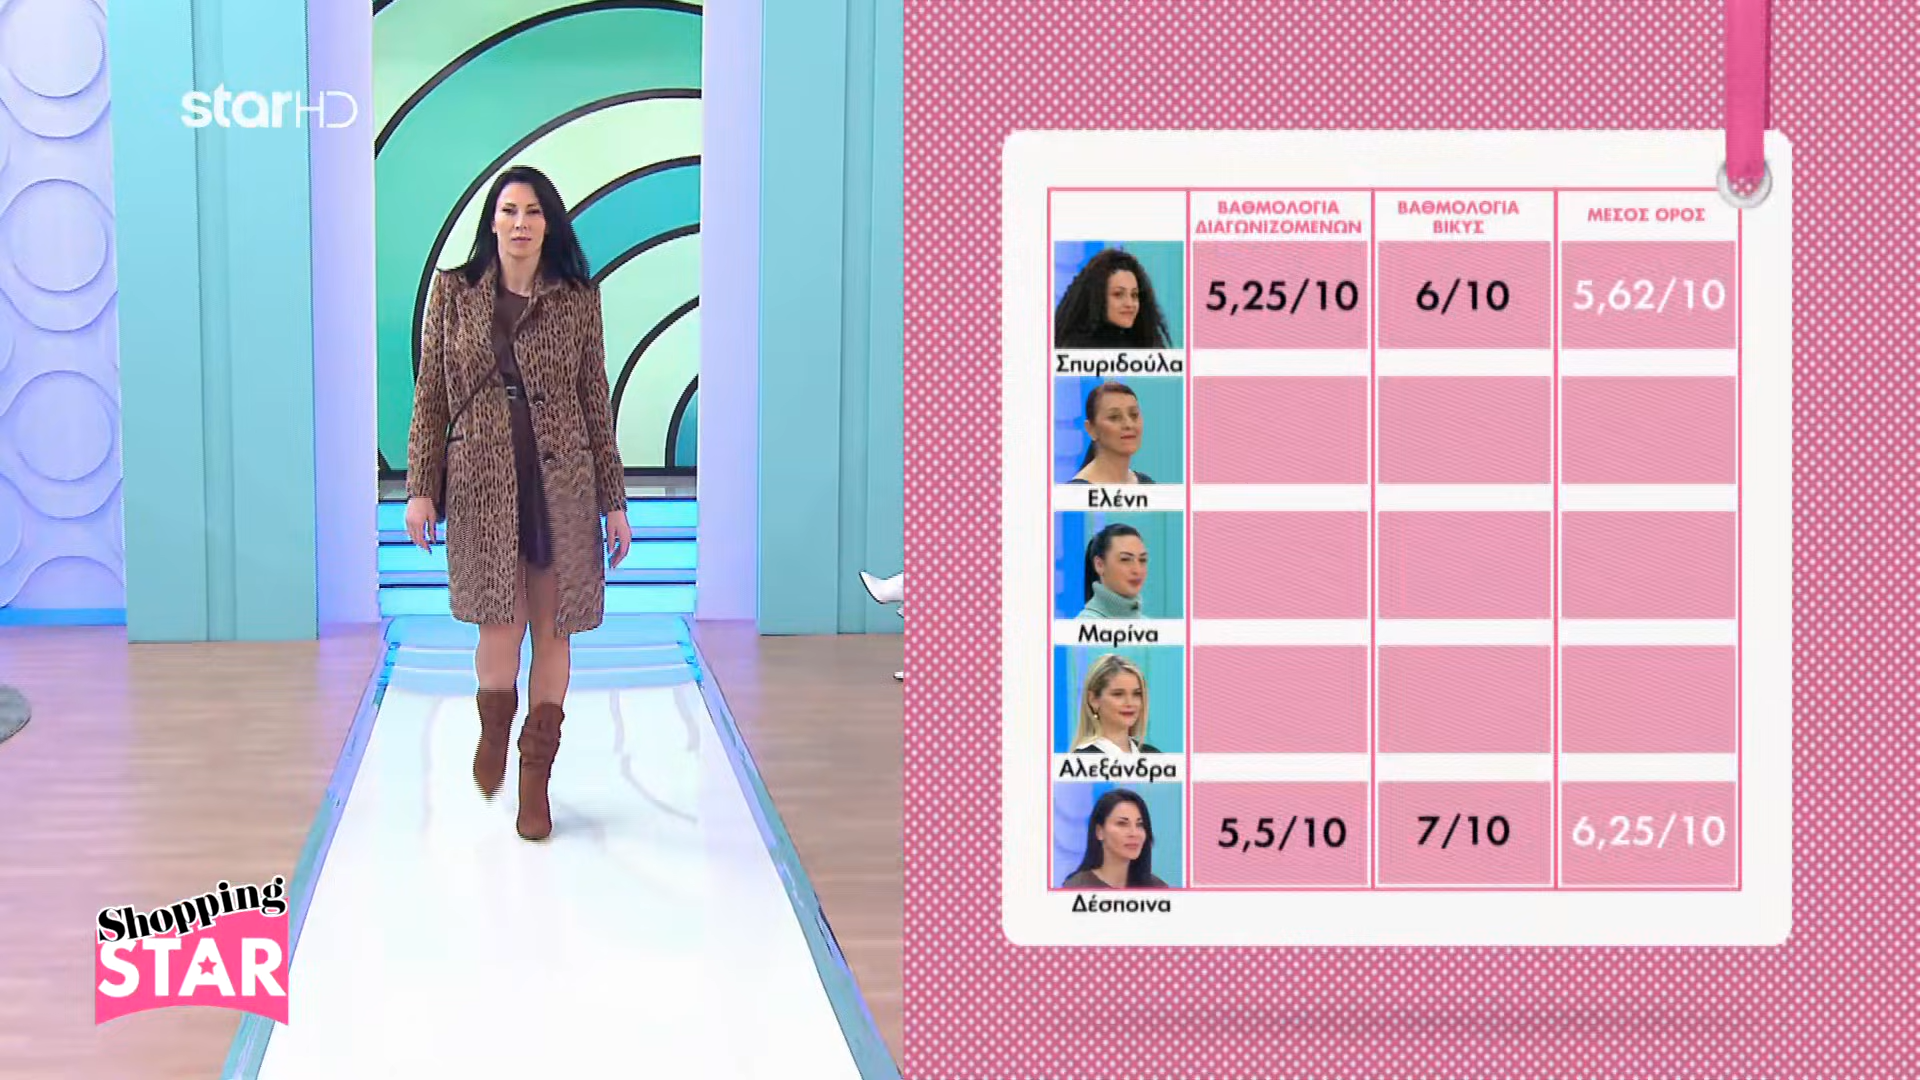 starHD
ΒΑΘΜΟΛΟΓΙΑ
ΔΙΑΓΩΝΙΖΟΜΕΝΩΝ
ΒΑΘΜΟΛΟΓΙΑ
ΒΙΚΥΣ
ΜΕΣΟΣ ΟΡΟΣ
5,25/10
6/10
5,62/10
Σπυριδούλα
Ελένη
Μαρίνα
Αλεξάνδρα
5,5/10
7/10
6,25/10
Δέσποινα
Shopping
STAR